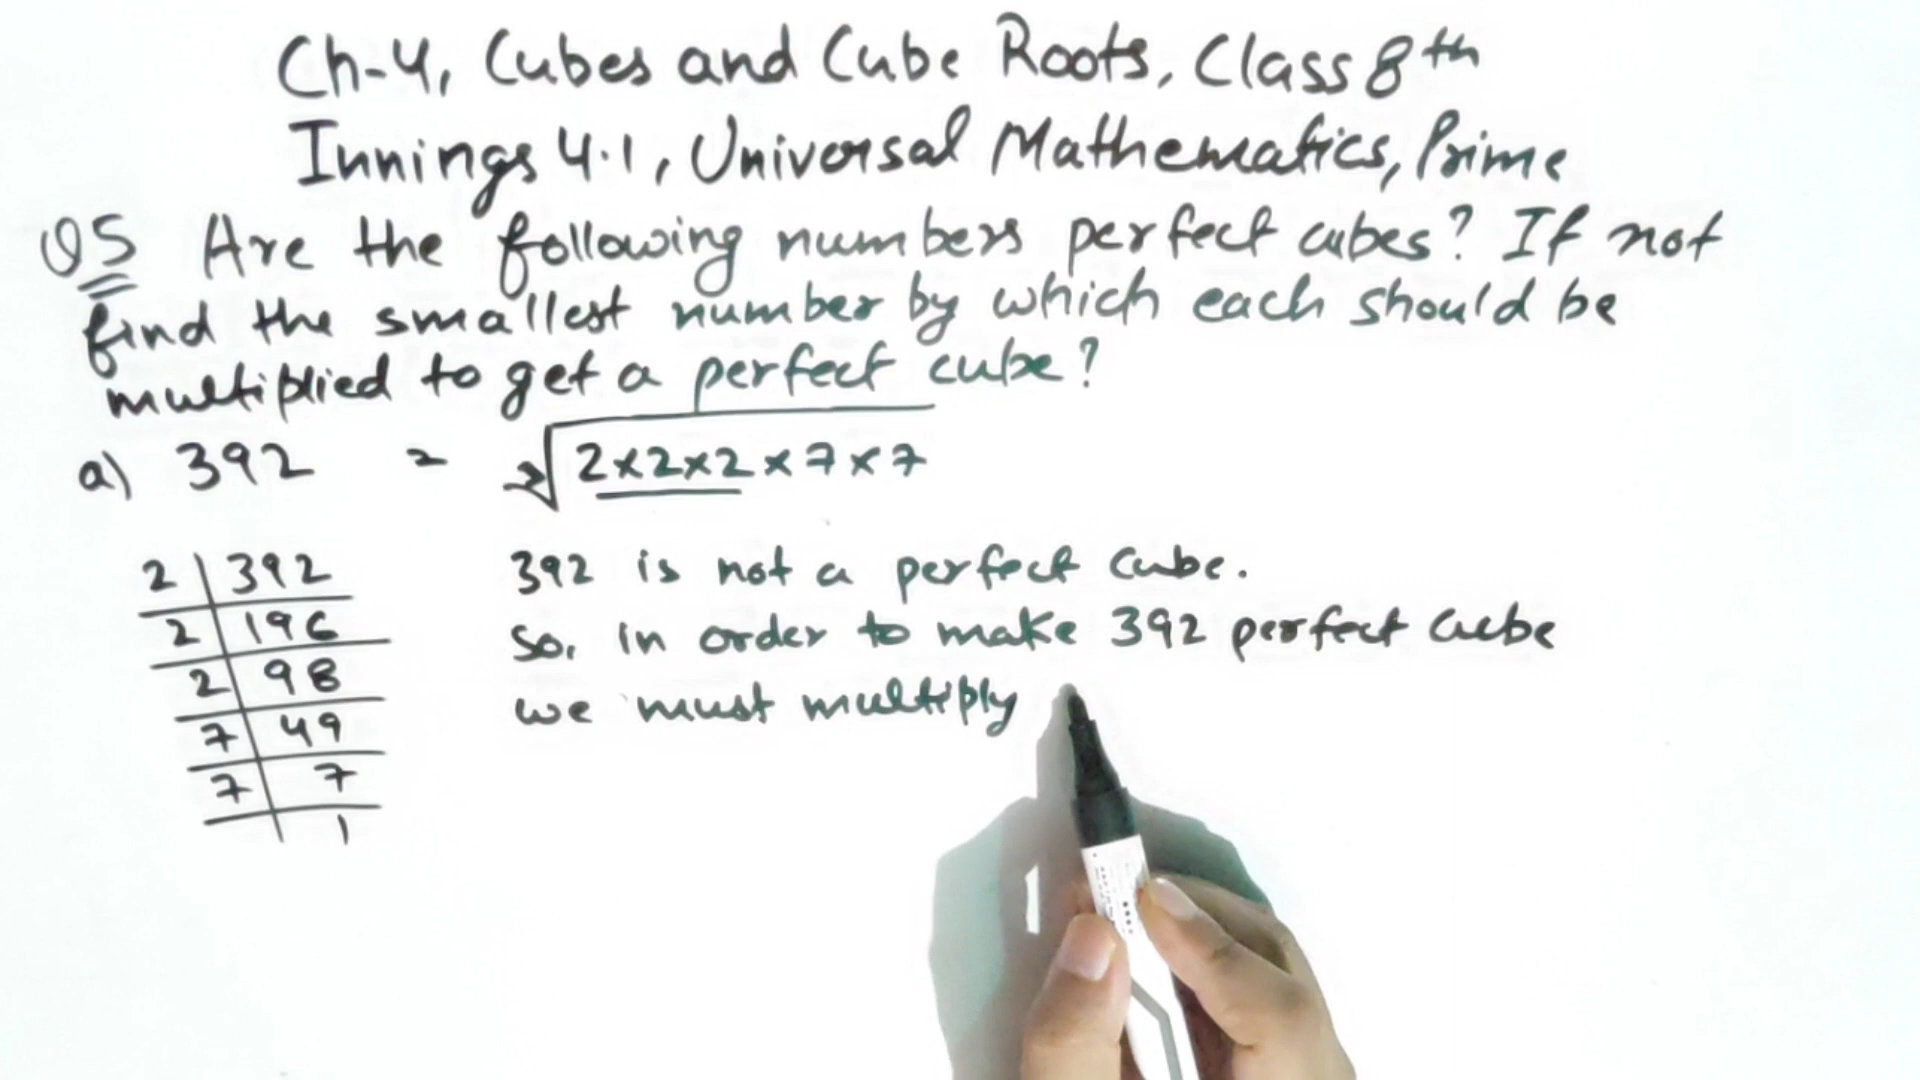 Ch-4, Cubes and Cube Roots, Class 8th
Innings 4.1, Universal Mathematics, Prime
Q5 Are the following numbers perfect cubes? If not
find the smallest number by which each should be
multiplied to get a perfect cube?
a) 392 = ∛2×2×2×7×7
2 | 392
2 | 196
2 | 98
7 | 49
7 | 7
1
392 is not a perfect cube.
So, in order to make 392 perfect cube
we must multiply